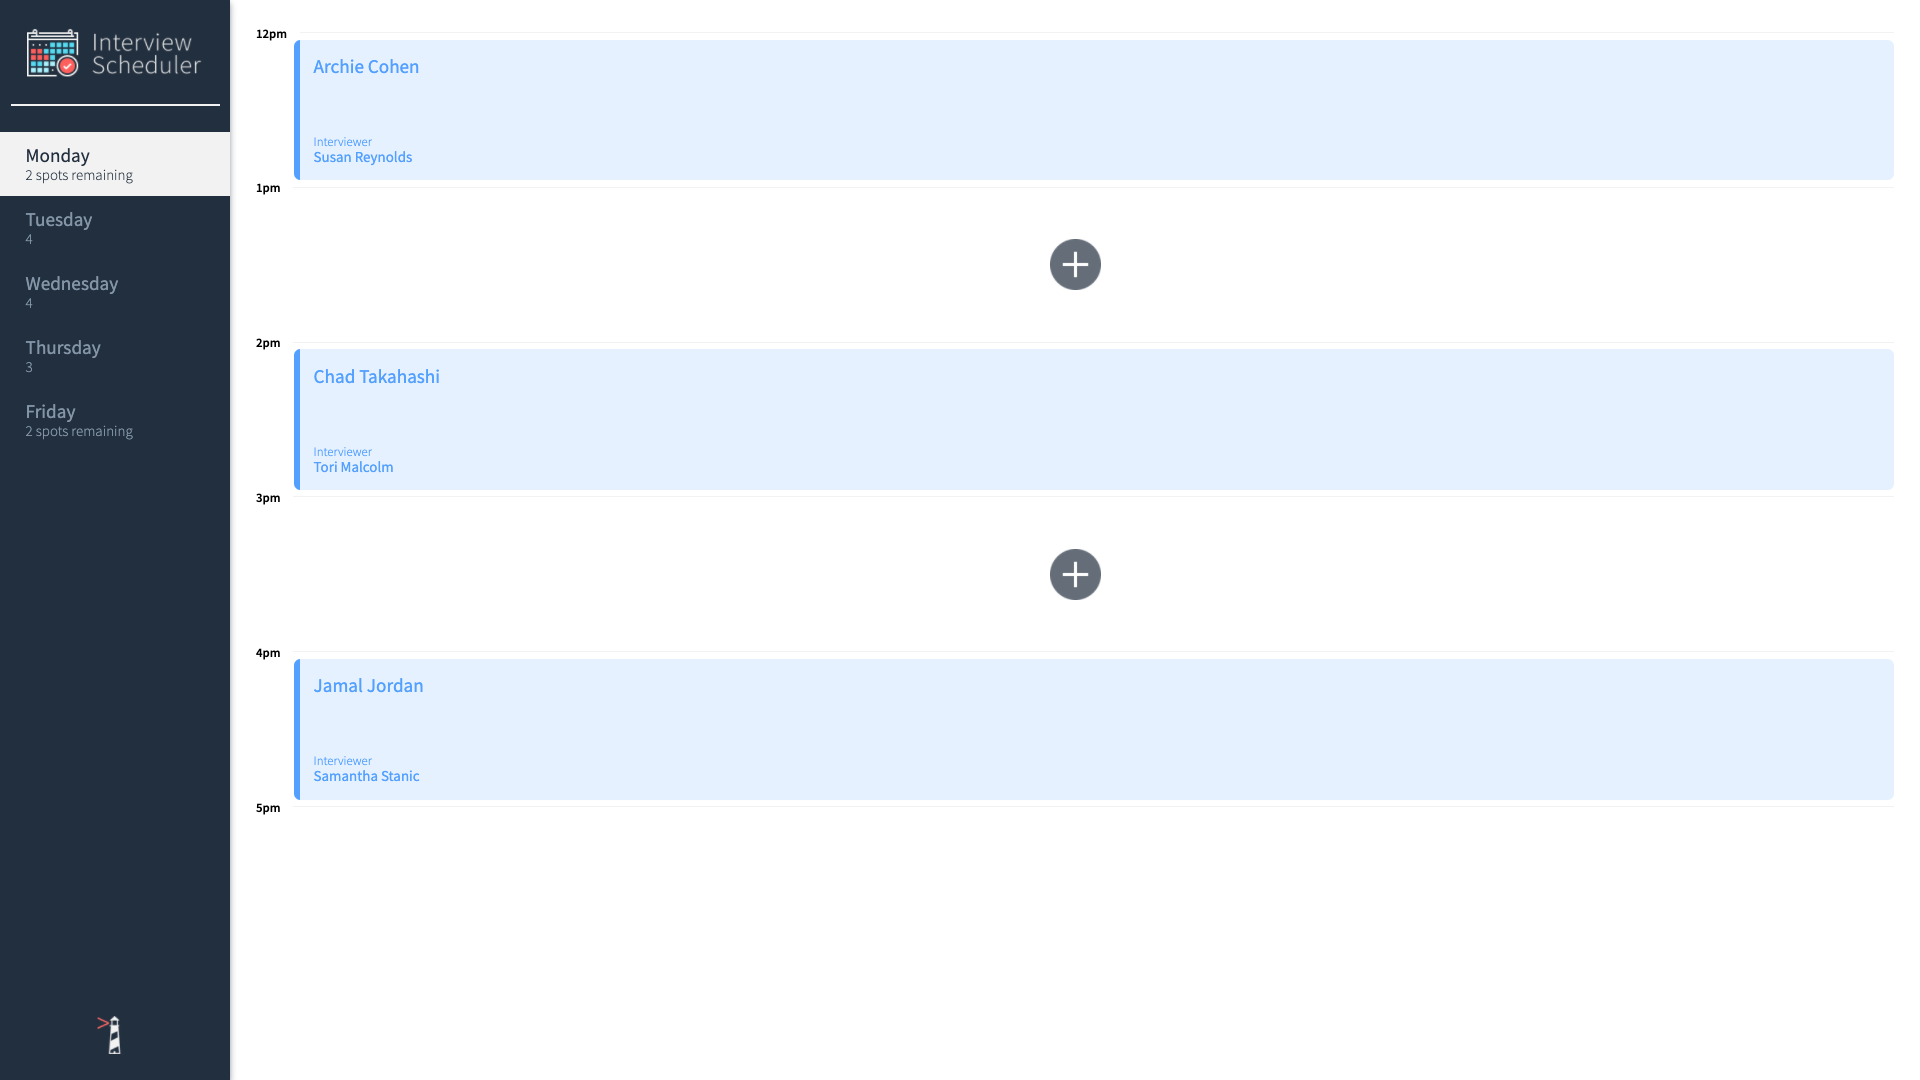 Interview
Scheduler
Monday
2 spots remaining
Tuesday
4
Wednesday
4
Thursday
3
Friday
2 spots remaining
12pm
Archie Cohen
Interviewer
Susan Reynolds
1pm
2pm
Chad Takahashi
Interviewer
Tori Malcolm
3pm
4pm
Jamal Jordan
Interviewer
Samantha Stanic
5pm